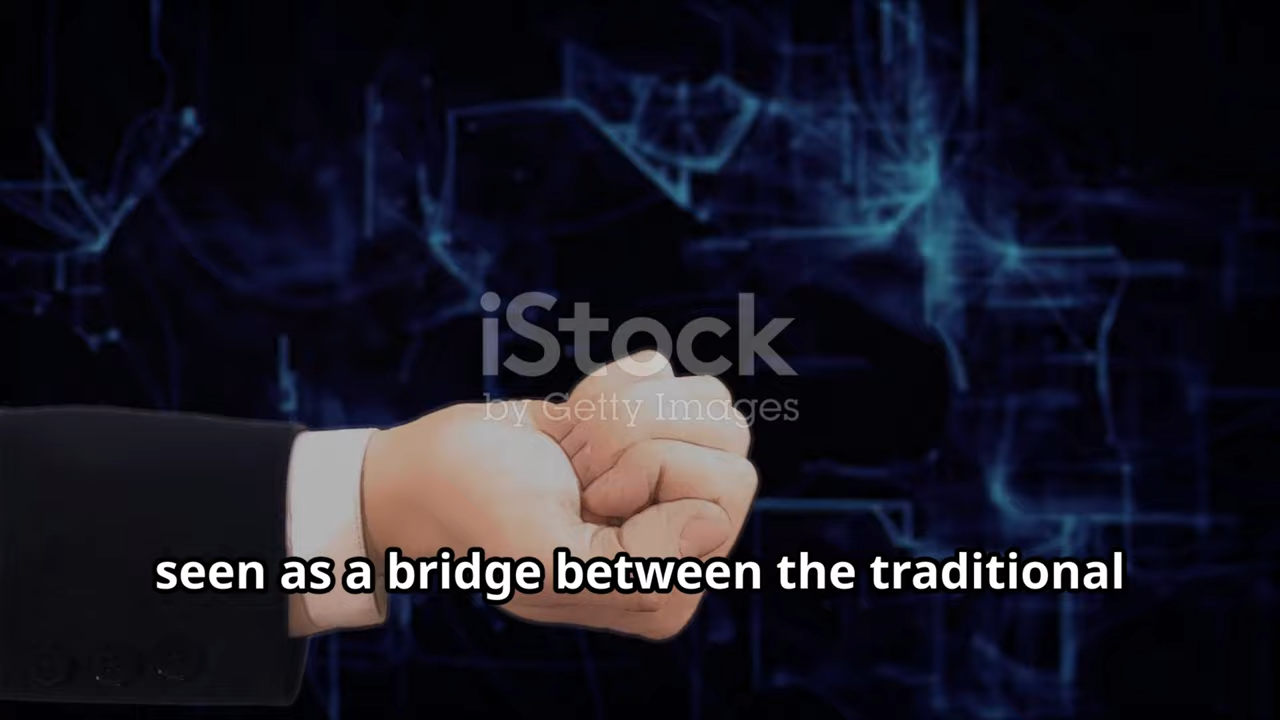 iStock
by Getty Images
seen as a bridge between the traditional